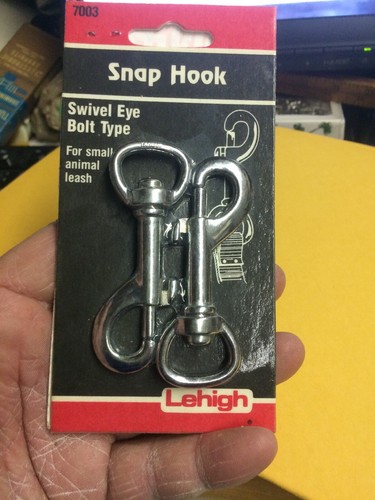 7003
Snap Hook
Swivel Eye
Bolt Type
For small
animal
leash
Lehigh